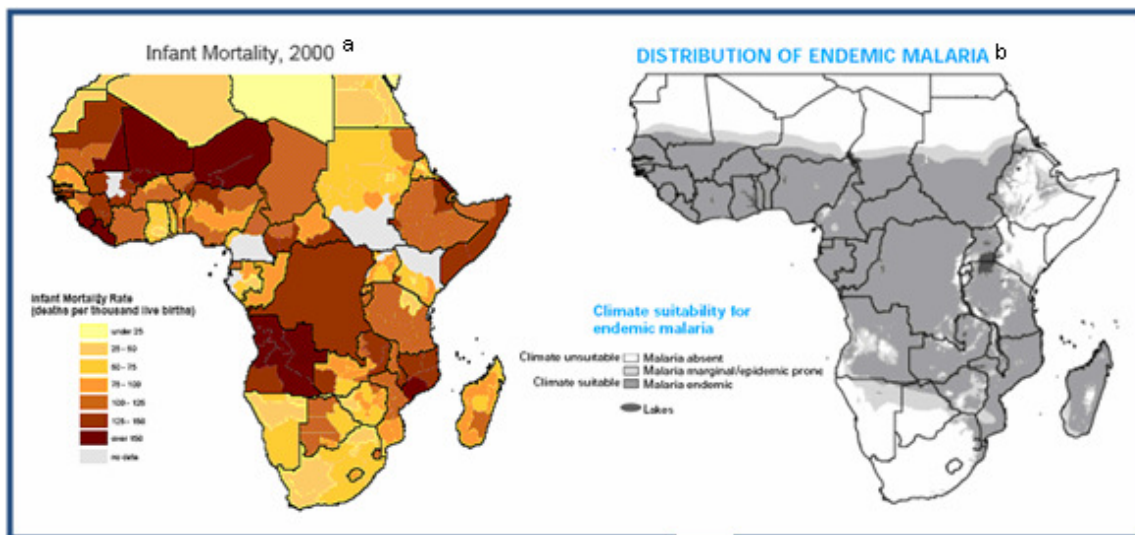 Infant Mortality, 2000 a
Infant Mortality Rate
(deaths per thousand live births)
under 25
25 - 50
50 - 75
75 - 100
100 - 125
125 - 150
over 150
no data
DISTRIBUTION OF ENDEMIC MALARIA b
Climate suitability for
endemic malaria
Climate unsuitable Malaria absent
Malaria marginal/epidemic prone
Climate suitable Malaria endemic
Lakes